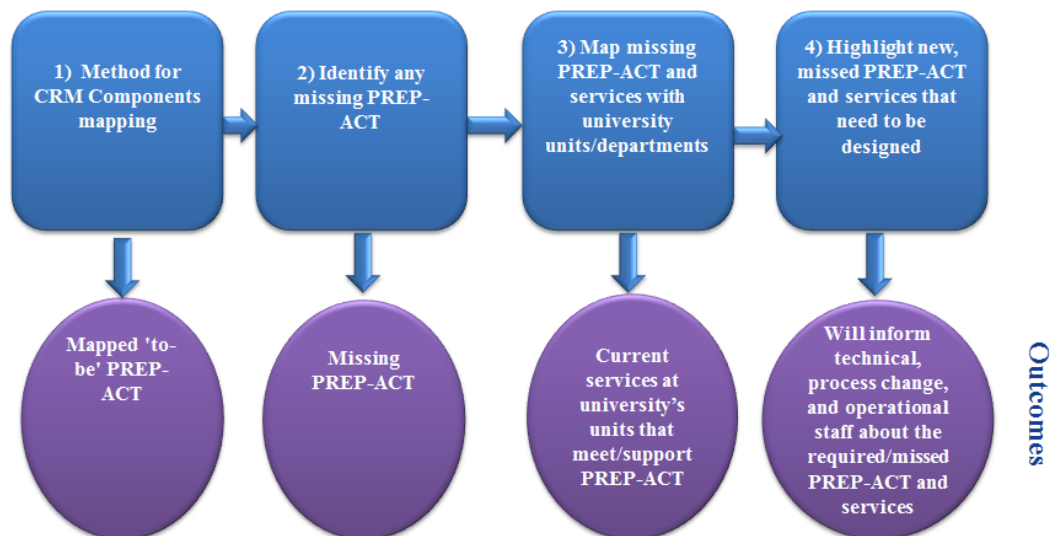 1) Method for
CRM Components
mapping
2) Identify any
missing PREP-
ACT
3) Map missing
PREP-ACT and
services with
university
units/departments
4) Highlight new,
missed PREP-ACT
and services that
need to be
designed
Mapped 'to-
be' PREP-
ACT
Missing
PREP-ACT
Current
services at
university’s
units that
meet/support
PREP-ACT
Will inform
technical,
process change,
and operational
staff about the
required/missed
PREP-ACT and
services
Outcomes